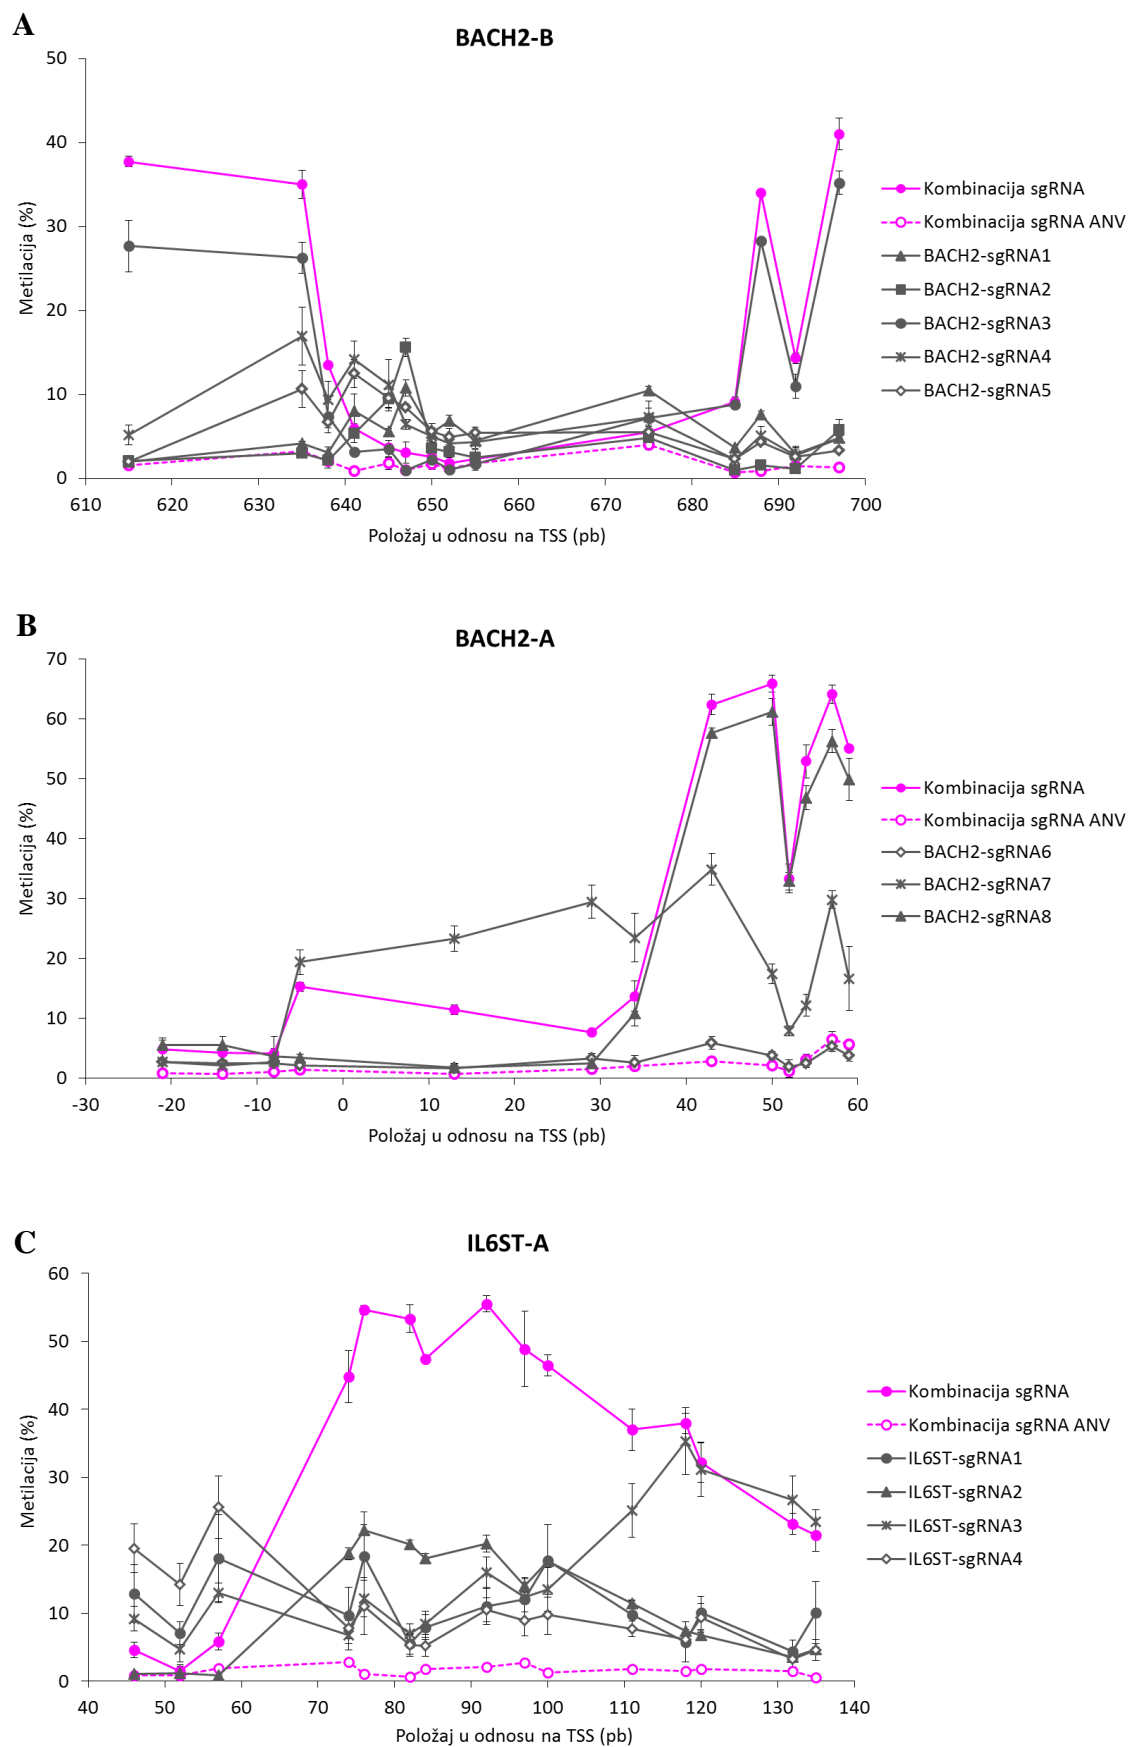 A
BACH2-B
50
40
30
20
10
0
Metilacija (%)
610 620 630 640 650 660 670 680 690 700
Položaj u odnosu na TSS (pb)
Kombinacija sgRNA
Kombinacija sgRNA ANV
BACH2-sgRNA1
BACH2-sgRNA2
BACH2-sgRNA3
BACH2-sgRNA4
BACH2-sgRNA5
B
BACH2-A
70
60
50
40
30
20
10
0
Metilacija (%)
-30 -20 -10 0 10 20 30 40 50 60
Položaj u odnosu na TSS (pb)
Kombinacija sgRNA
Kombinacija sgRNA ANV
BACH2-sgRNA6
BACH2-sgRNA7
BACH2-sgRNA8
C
IL6ST-A
60
50
40
30
20
10
0
Metilacija (%)
40 50 60 70 80 90 100 110 120 130 140
Položaj u odnosu na TSS (pb)
Kombinacija sgRNA
Kombinacija sgRNA ANV
IL6ST-sgRNA1
IL6ST-sgRNA2
IL6ST-sgRNA3
IL6ST-sgRNA4